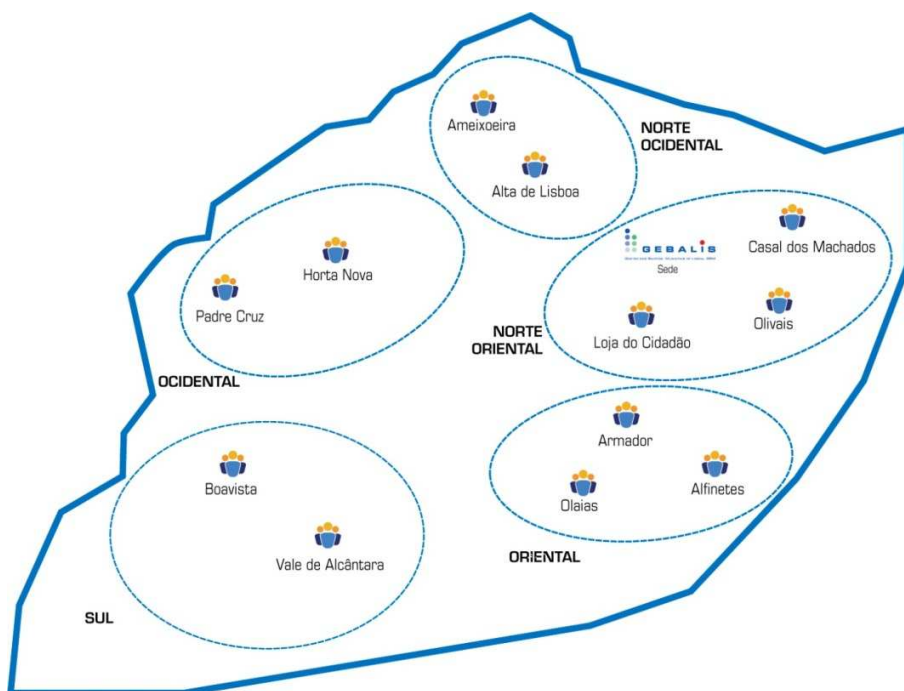 Ameixoeira
Alta de Lisboa
NORTE
OCIDENTAL
GEBALIS
Sede
Casal dos Machados
Loja do Cidadão
Olivais
NORTE
ORIENTAL
Horta Nova
Padre Cruz
OCIDENTAL
Armador
Olaias
Alfinetes
ORIENTAL
Boavista
Vale de Alcântara
SUL